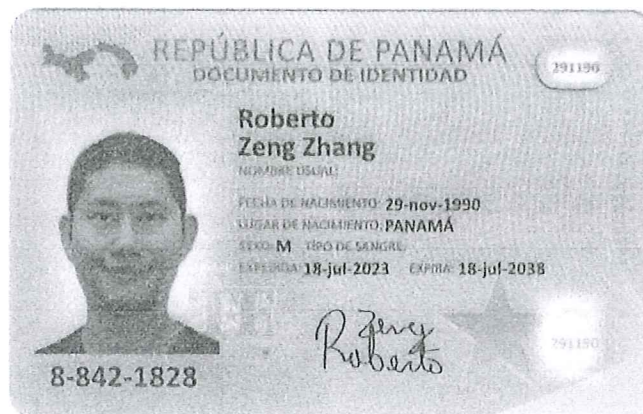 REPÚBLICA DE PANAMÁ
DOCUMENTO DE IDENTIDAD
291190
Roberto
Zeng Zhang
NOMBRE USUAL:
FECHA DE NACIMIENTO: 29-nov-1990
LUGAR DE NACIMIENTO: PANAMÁ
SEXO: M TIPO DE SANGRE:
EXPEDIDA: 18-jul-2023 EXPIRA: 18-jul-2038
R Zeng
Roberto
291190
8-842-1828